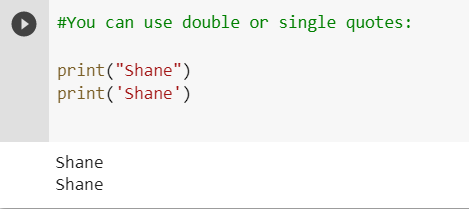 #You can use double or single quotes:
print("Shane")
print('Shane')
Shane
Shane